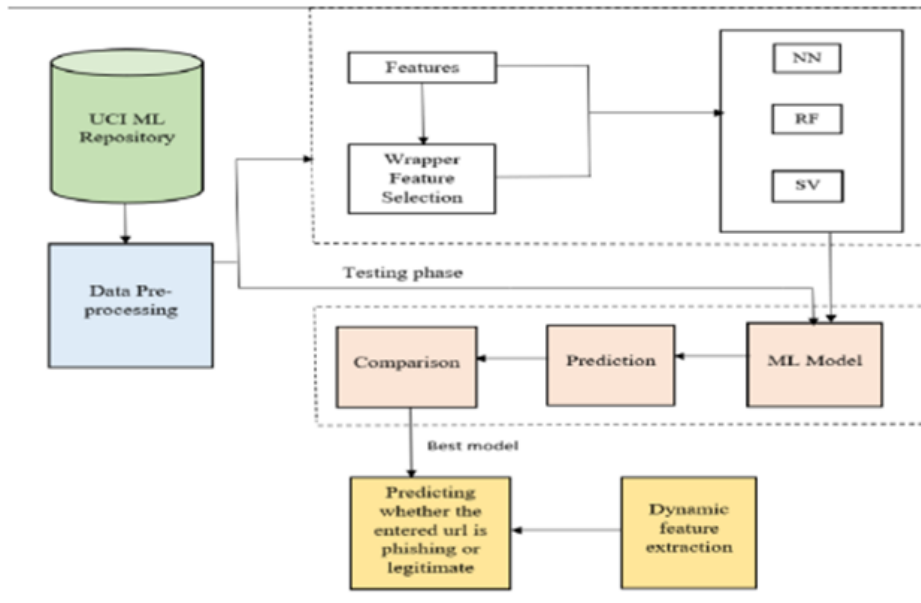 UCI ML
Repository
Features
Wrapper
Feature
Selection
NN
RF
SV
Data Pre-
processing
Testing phase
Comparison
Prediction
ML Model
Best model
Predicting
whether the
entered url is
phishing or
legitimate
Dynamic
feature
extraction